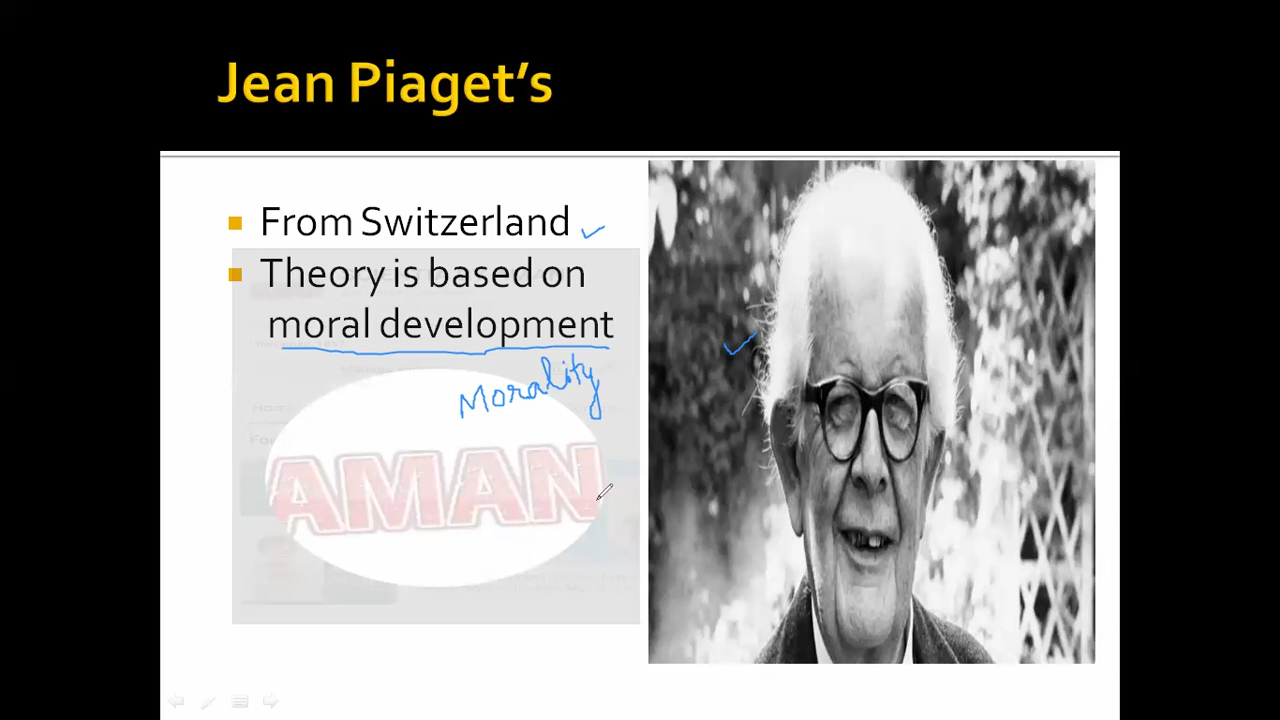 Jean Piaget's
From Switzerland
Theory is based on
moral development
Morality
AMAN